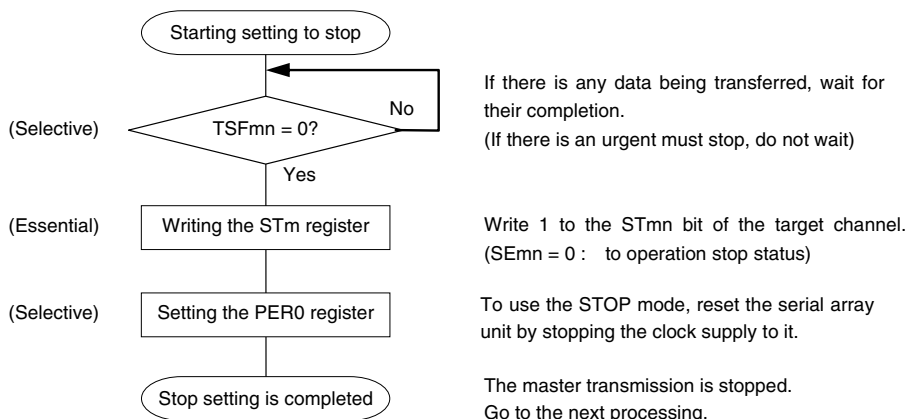 Starting setting to stop
No
If there is any data being transferred, wait for
their completion.
(Selective)
TSFmn = 0?
(If there is an urgent must stop, do not wait)
Yes
(Essential)
Writing the STm register
Write 1 to the STmn bit of the target channel.
(SEmn = 0 : to operation stop status)
(Selective)
Setting the PER0 register
To use the STOP mode, reset the serial array
unit by stopping the clock supply to it.
Stop setting is completed
The master transmission is stopped.
Go to the next processing.